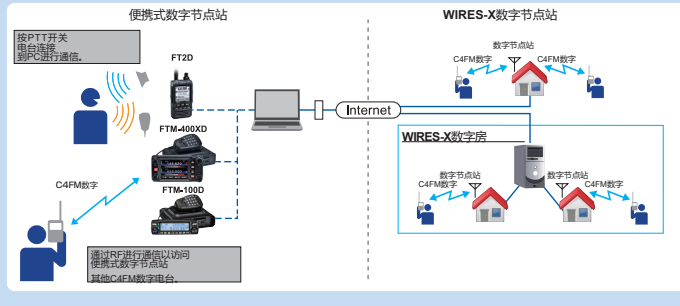 便携式数字节点站
WIRES-X数字节点站
按PTT开关
电台连接
到PC进行通信。
FT2D
数字节点站
C4FM数字
C4FM数字
Internet
FTM-400XD
WIRES-X数字房
C4FM数字
FTM-100D
数字节点站
C4FM数字
数字节点站
C4FM数字
通过RF进行通信以访问
便携式数字节点站
其他C4FM数字电台。